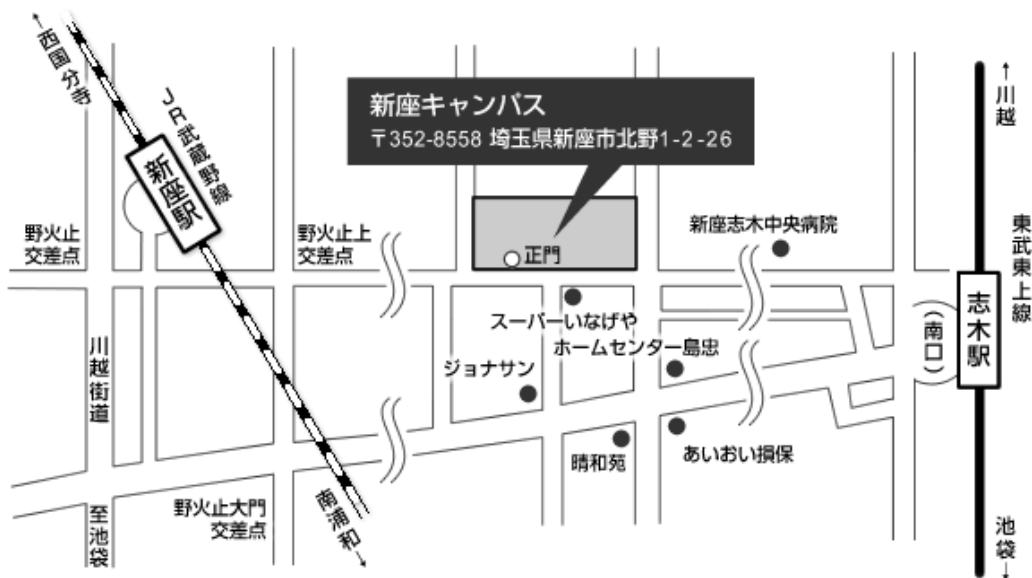 ←西国分寺
JR武蔵野線
新座駅
新座キャンパス
〒352-8558 埼玉県新座市北野1-2-26
←川越
東武東上線
野火止
交差点
野火止上
交差点
正門
新座志木中央病院
志木駅
(南口)
スーパーいなげや
ホームセンター島忠
ジョナサン
川越街道
晴和苑
あいおい損保
野火止大門
交差点
南浦和→
至池袋
池袋→